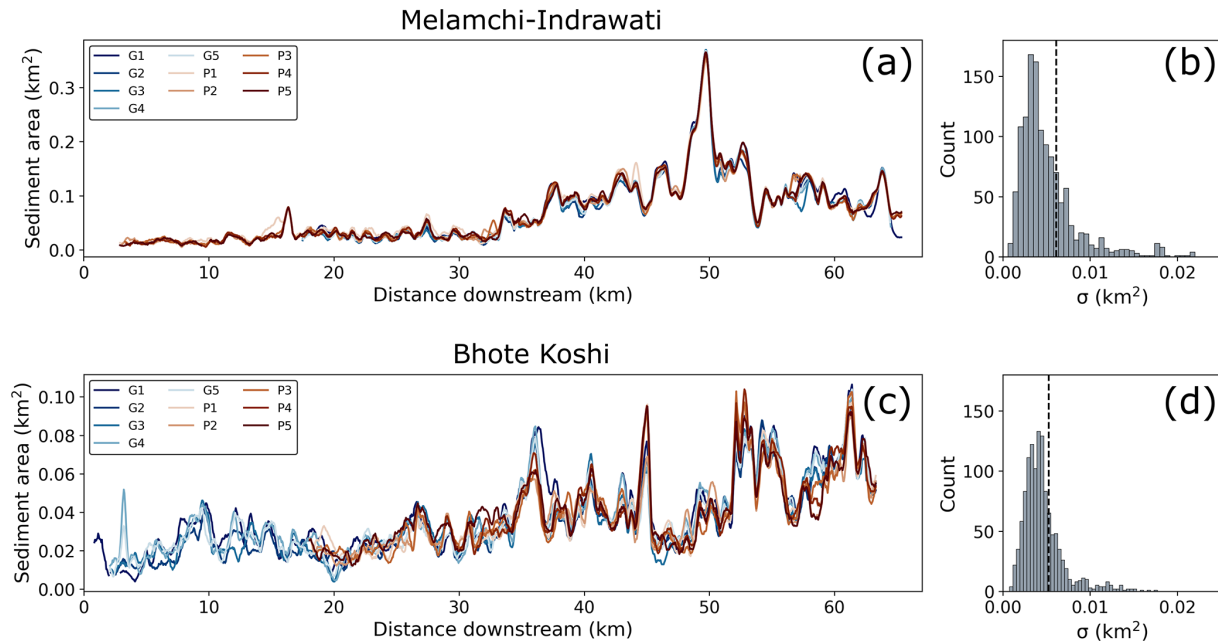 Melamchi-Indrawati
(a)
G1 G5 P3
G2 P1 P4
G3 P2 P5
G4
Sediment area (km²)
0.3
0.2
0.1
0.0
0 10 20 30 40 50 60
Distance downstream (km)
(b)
Count
150
100
50
0
0.00 0.01 0.02
σ (km²)
Bhote Koshi
(c)
G1 G5 P3
G2 P1 P4
G3 P2 P5
G4
Sediment area (km²)
0.10
0.08
0.06
0.04
0.02
0.00
0 10 20 30 40 50 60
Distance downstream (km)
(d)
Count
150
100
50
0
0.00 0.01 0.02
σ (km²)